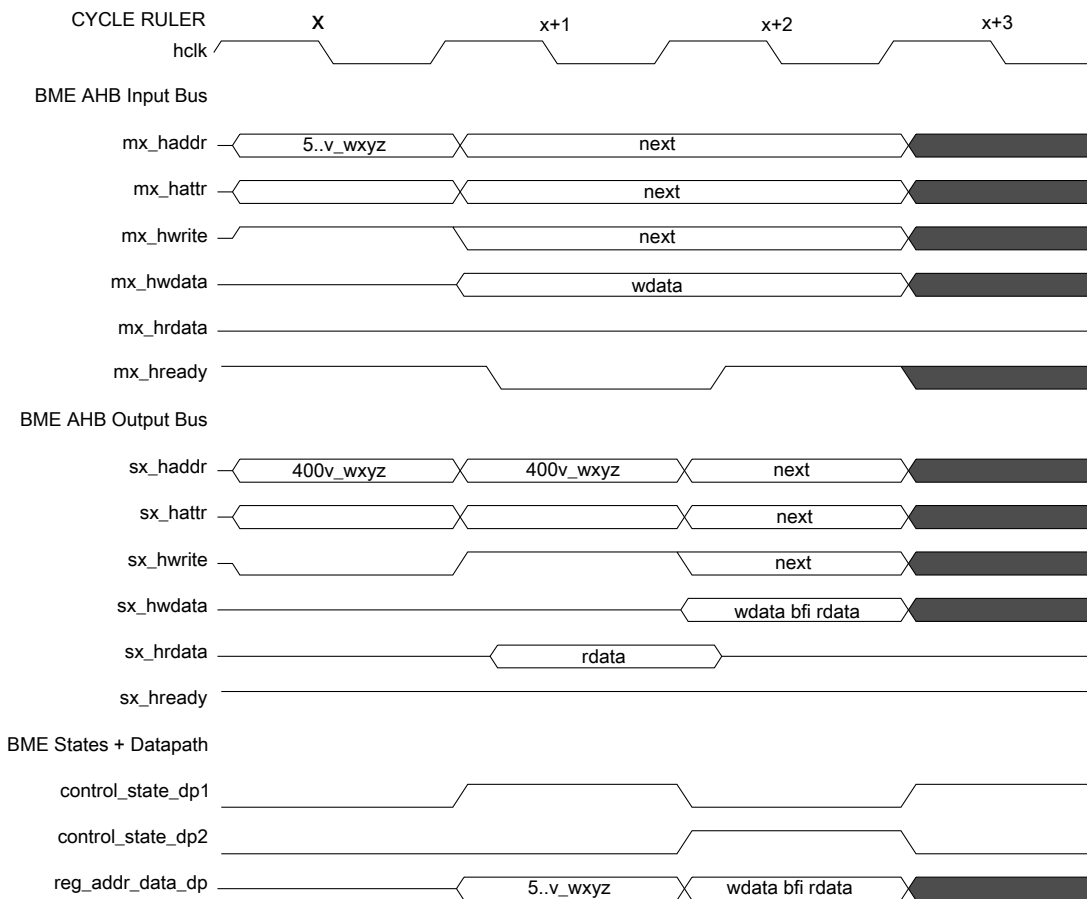 CYCLE RULER x x+1 x+2 x+3
hclk
BME AHB Input Bus
mx_haddr 5..v_wxyz next
mx_hattr next
mx_hwrite next
mx_hwdata wdata
mx_hrdata
mx_hready
BME AHB Output Bus
sx_haddr 400v_wxyz 400v_wxyz next
sx_hattr next
sx_hwrite next
sx_hwdata wdata bfi rdata
sx_hrdata rdata
sx_hready
BME States + Datapath
control_state_dp1
control_state_dp2
reg_addr_data_dp 5..v_wxyz wdata bfi rdata